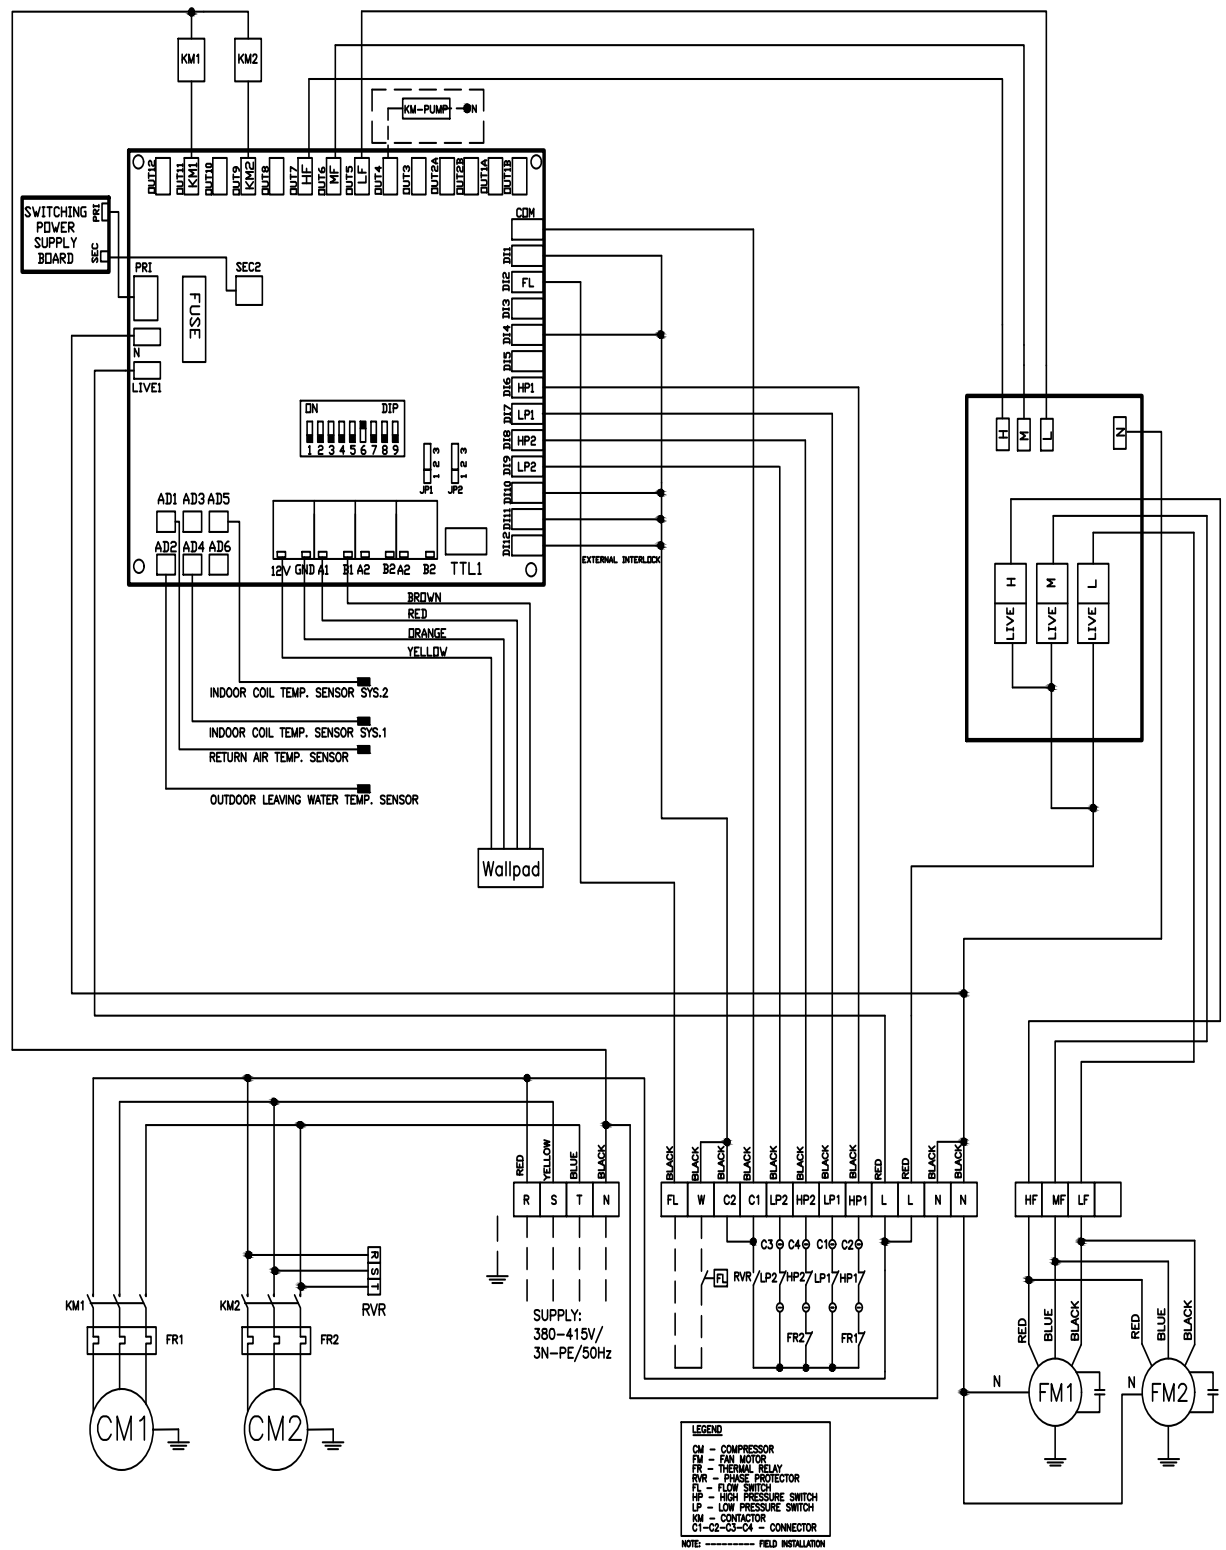 KM1
KM2
KM-PUMP
N
OUT12
OUT11
KM1
OUT10
OUT9
KM2
OUT8
OUT7
HF
OUT6
MF
OUT5
LF
OUT4
OUT3
OUT2A
OUT2B
OUT1A
OUT1B
SWITCHING
POWER
SUPPLY
BOARD
PRI
SEC
PRI
SEC2
FUSE
N
LIVE1
COM
DI1
DI2
FL
DI3
DI4
DI5
DI6
HP1
DI7
LP1
DI8
HP2
DI9
LP2
DI10
DI11
DI12
ON DIP
1 2 3 4 5 6 7 8 9
1 2 3
1 2 3
JP1
JP2
AD1 AD3 AD5
AD2 AD4 AD6
12V GND A1 B1 A2 B2 A2 B2
TTL1
EXTERNAL INTERLOCK
BROWN
RED
ORANGE
YELLOW
INDOOR COIL TEMP. SENSOR SYS.2
INDOOR COIL TEMP. SENSOR SYS.1
RETURN AIR TEMP. SENSOR
OUTDOOR LEAVING WATER TEMP. SENSOR
Wallpad
H
M
L
N
H
M
L
LIVE
LIVE
LIVE
RED
YELLOW
BLUE
BLACK
R S T N
BLACK
BLACK
BLACK
BLACK
BLACK
BLACK
BLACK
BLACK
RED
RED
BLACK
BLACK
FL W C2 C1 LP2 HP2 LP1 HP1 L L N N
HF MF LF
C3 C4 C1 C2
FL
RVR LP2 HP2 LP1 HP1
FR2 FR1
R
S
T
RVR
KM1
KM2
FR1
FR2
CM1
CM2
SUPPLY:
380-415V/
3N-PE/50Hz
RED
BLUE
BLACK
RED
BLUE
BLACK
N
FM1
N
FM2
LEGEND
CM - COMPRESSOR
FM - FAN MOTOR
FR - THERMAL RELAY
RVR - PHASE PROTECTOR
FL - FLOW SWITCH
HP - HIGH PRESSURE SWITCH
LP - LOW PRESSURE SWITCH
KM - CONTACTOR
C1-C2-C3-C4 - CONNECTOR
NOTE: --------- FIELD INSTALLATION